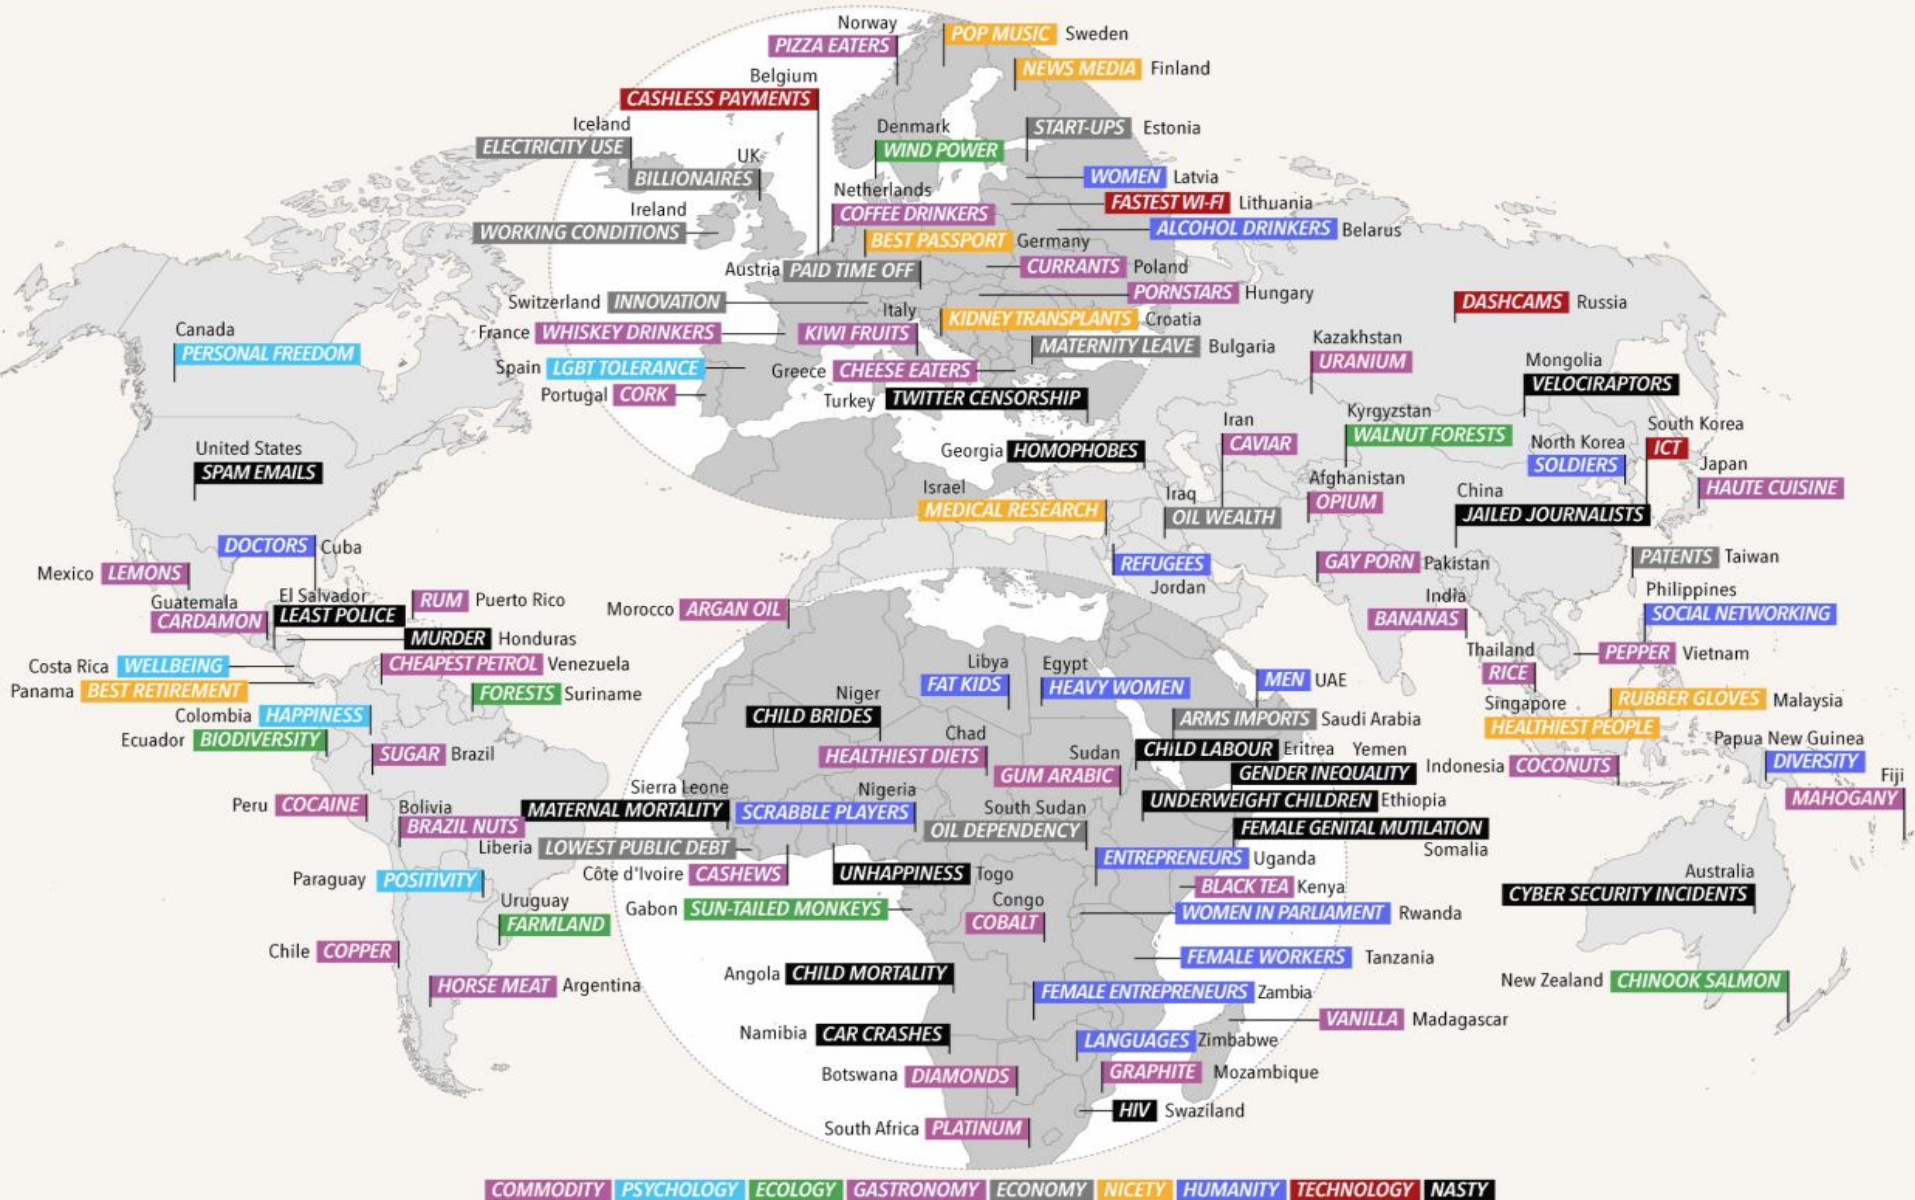 Norway
PIZZA EATERS
POP MUSIC Sweden
NEWS MEDIA Finland
Belgium
CASHLESS PAYMENTS
Iceland
ELECTRICITY USE
Denmark
WIND POWER
START-UPS Estonia
UK
BILLIONAIRES
WOMEN Latvia
Netherlands
COFFEE DRINKERS
FASTEST WI-FI Lithuania
Ireland
WORKING CONDITIONS
ALCOHOL DRINKERS Belarus
BEST PASSPORT Germany
Austria PAID TIME OFF
CURRANTS Poland
Switzerland INNOVATION
PORNSTARS Hungary
Italy
KIWI FRUITS
KIDNEY TRANSPLANTS Croatia
France WHISKEY DRINKERS
MATERNITY LEAVE Bulgaria
Spain LGBT TOLERANCE
Greece CHEESE EATERS
Portugal CORK
Turkey TWITTER CENSORSHIP
DASHCAMS Russia
Canada
PERSONAL FREEDOM
Kazakhstan
URANIUM
Mongolia
VELOCIRAPTORS
Kyrgyzstan
WALNUT FORESTS
Iran
CAVIAR
South Korea
ICT
North Korea
SOLDIERS
Georgia HOMOPHOBES
United States
SPAM EMAILS
Japan
HAUTE CUISINE
Afghanistan
OPIUM
Israel
MEDICAL RESEARCH
Iraq
OIL WEALTH
China
JAILED JOURNALISTS
DOCTORS Cuba
Mexico LEMONS
REFUGEES
Jordan
GAY PORN Pakistan
PATENTS Taiwan
El Salvador
LEAST POLICE
Guatemala
CARDAMON
RUM Puerto Rico
Morocco ARGAN OIL
India
BANANAS
Philippines
SOCIAL NETWORKING
MURDER Honduras
Costa Rica WELLBEING
CHEAPEST PETROL Venezuela
Thailand
RICE
PEPPER Vietnam
Panama BEST RETIREMENT
FORESTS Suriname
Libya
FAT KIDS
Egypt
HEAVY WOMEN
MEN UAE
Singapore
HEALTHIEST PEOPLE
RUBBER GLOVES Malaysia
Niger
CHILD BRIDES
Colombia HAPPINESS
ARMS IMPORTS Saudi Arabia
Ecuador BIODIVERSITY
Chad
HEALTHIEST DIETS
SUGAR Brazil
CHILD LABOUR Eritrea
Yemen
GENDER INEQUALITY
Sudan
GUM ARABIC
Indonesia COCONUTS
Papua New Guinea
DIVERSITY
Fiji
MAHOGANY
Peru COCAINE
Sierra Leone
MATERNAL MORTALITY
Nigeria
SCRABBLE PLAYERS
UNDERWEIGHT CHILDREN Ethiopia
Bolivia
BRAZIL NUTS
South Sudan
OIL DEPENDENCY
FEMALE GENITAL MUTILATION
Somalia
Liberia LOWEST PUBLIC DEBT
ENTREPRENEURS Uganda
Côte d'Ivoire CASHEWS
UNHAPPINESS Togo
Paraguay POSITIVITY
BLACK TEA Kenya
Australia
CYBER SECURITY INCIDENTS
Uruguay
FARMLAND
Gabon SUN-TAILED MONKEYS
Congo
COBALT
WOMEN IN PARLIAMENT Rwanda
Chile COPPER
FEMALE WORKERS Tanzania
Angola CHILD MORTALITY
HORSE MEAT Argentina
FEMALE ENTREPRENEURS Zambia
New Zealand CHINOOK SALMON
VANILLA Madagascar
Namibia CAR CRASHES
LANGUAGES Zimbabwe
Botswana DIAMONDS
GRAPHITE Mozambique
HIV Swaziland
South Africa PLATINUM
COMMODITY PSYCHOLOGY ECOLOGY GASTRONOMY ECONOMY NICETY HUMANITY TECHNOLOGY NASTY